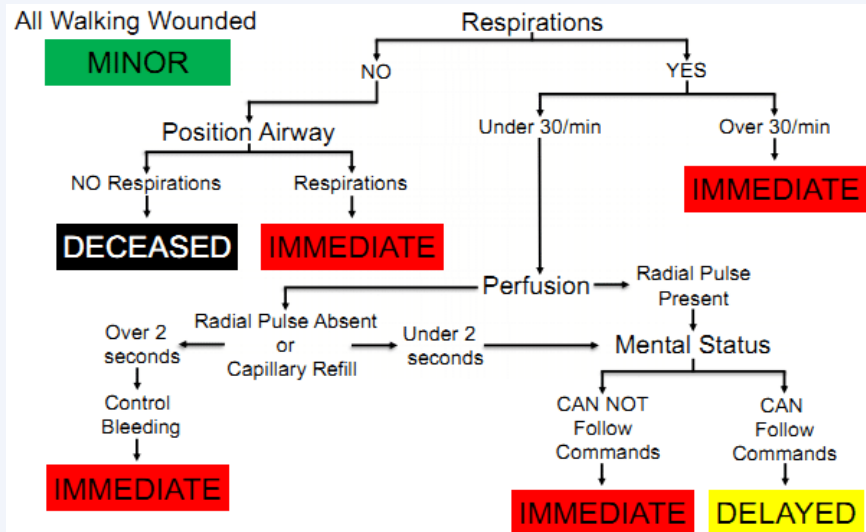 All Walking Wounded
MINOR
Respirations
NO
YES
Position Airway
Under 30/min
Over 30/min
NO Respirations
Respirations
IMMEDIATE
DECEASED
IMMEDIATE
Perfusion
Radial Pulse
Present
Over 2
seconds
Radial Pulse Absent
or
Capillary Refill
Under 2
seconds
Mental Status
Control
Bleeding
CAN NOT
Follow
Commands
CAN
Follow
Commands
IMMEDIATE
IMMEDIATE
DELAYED